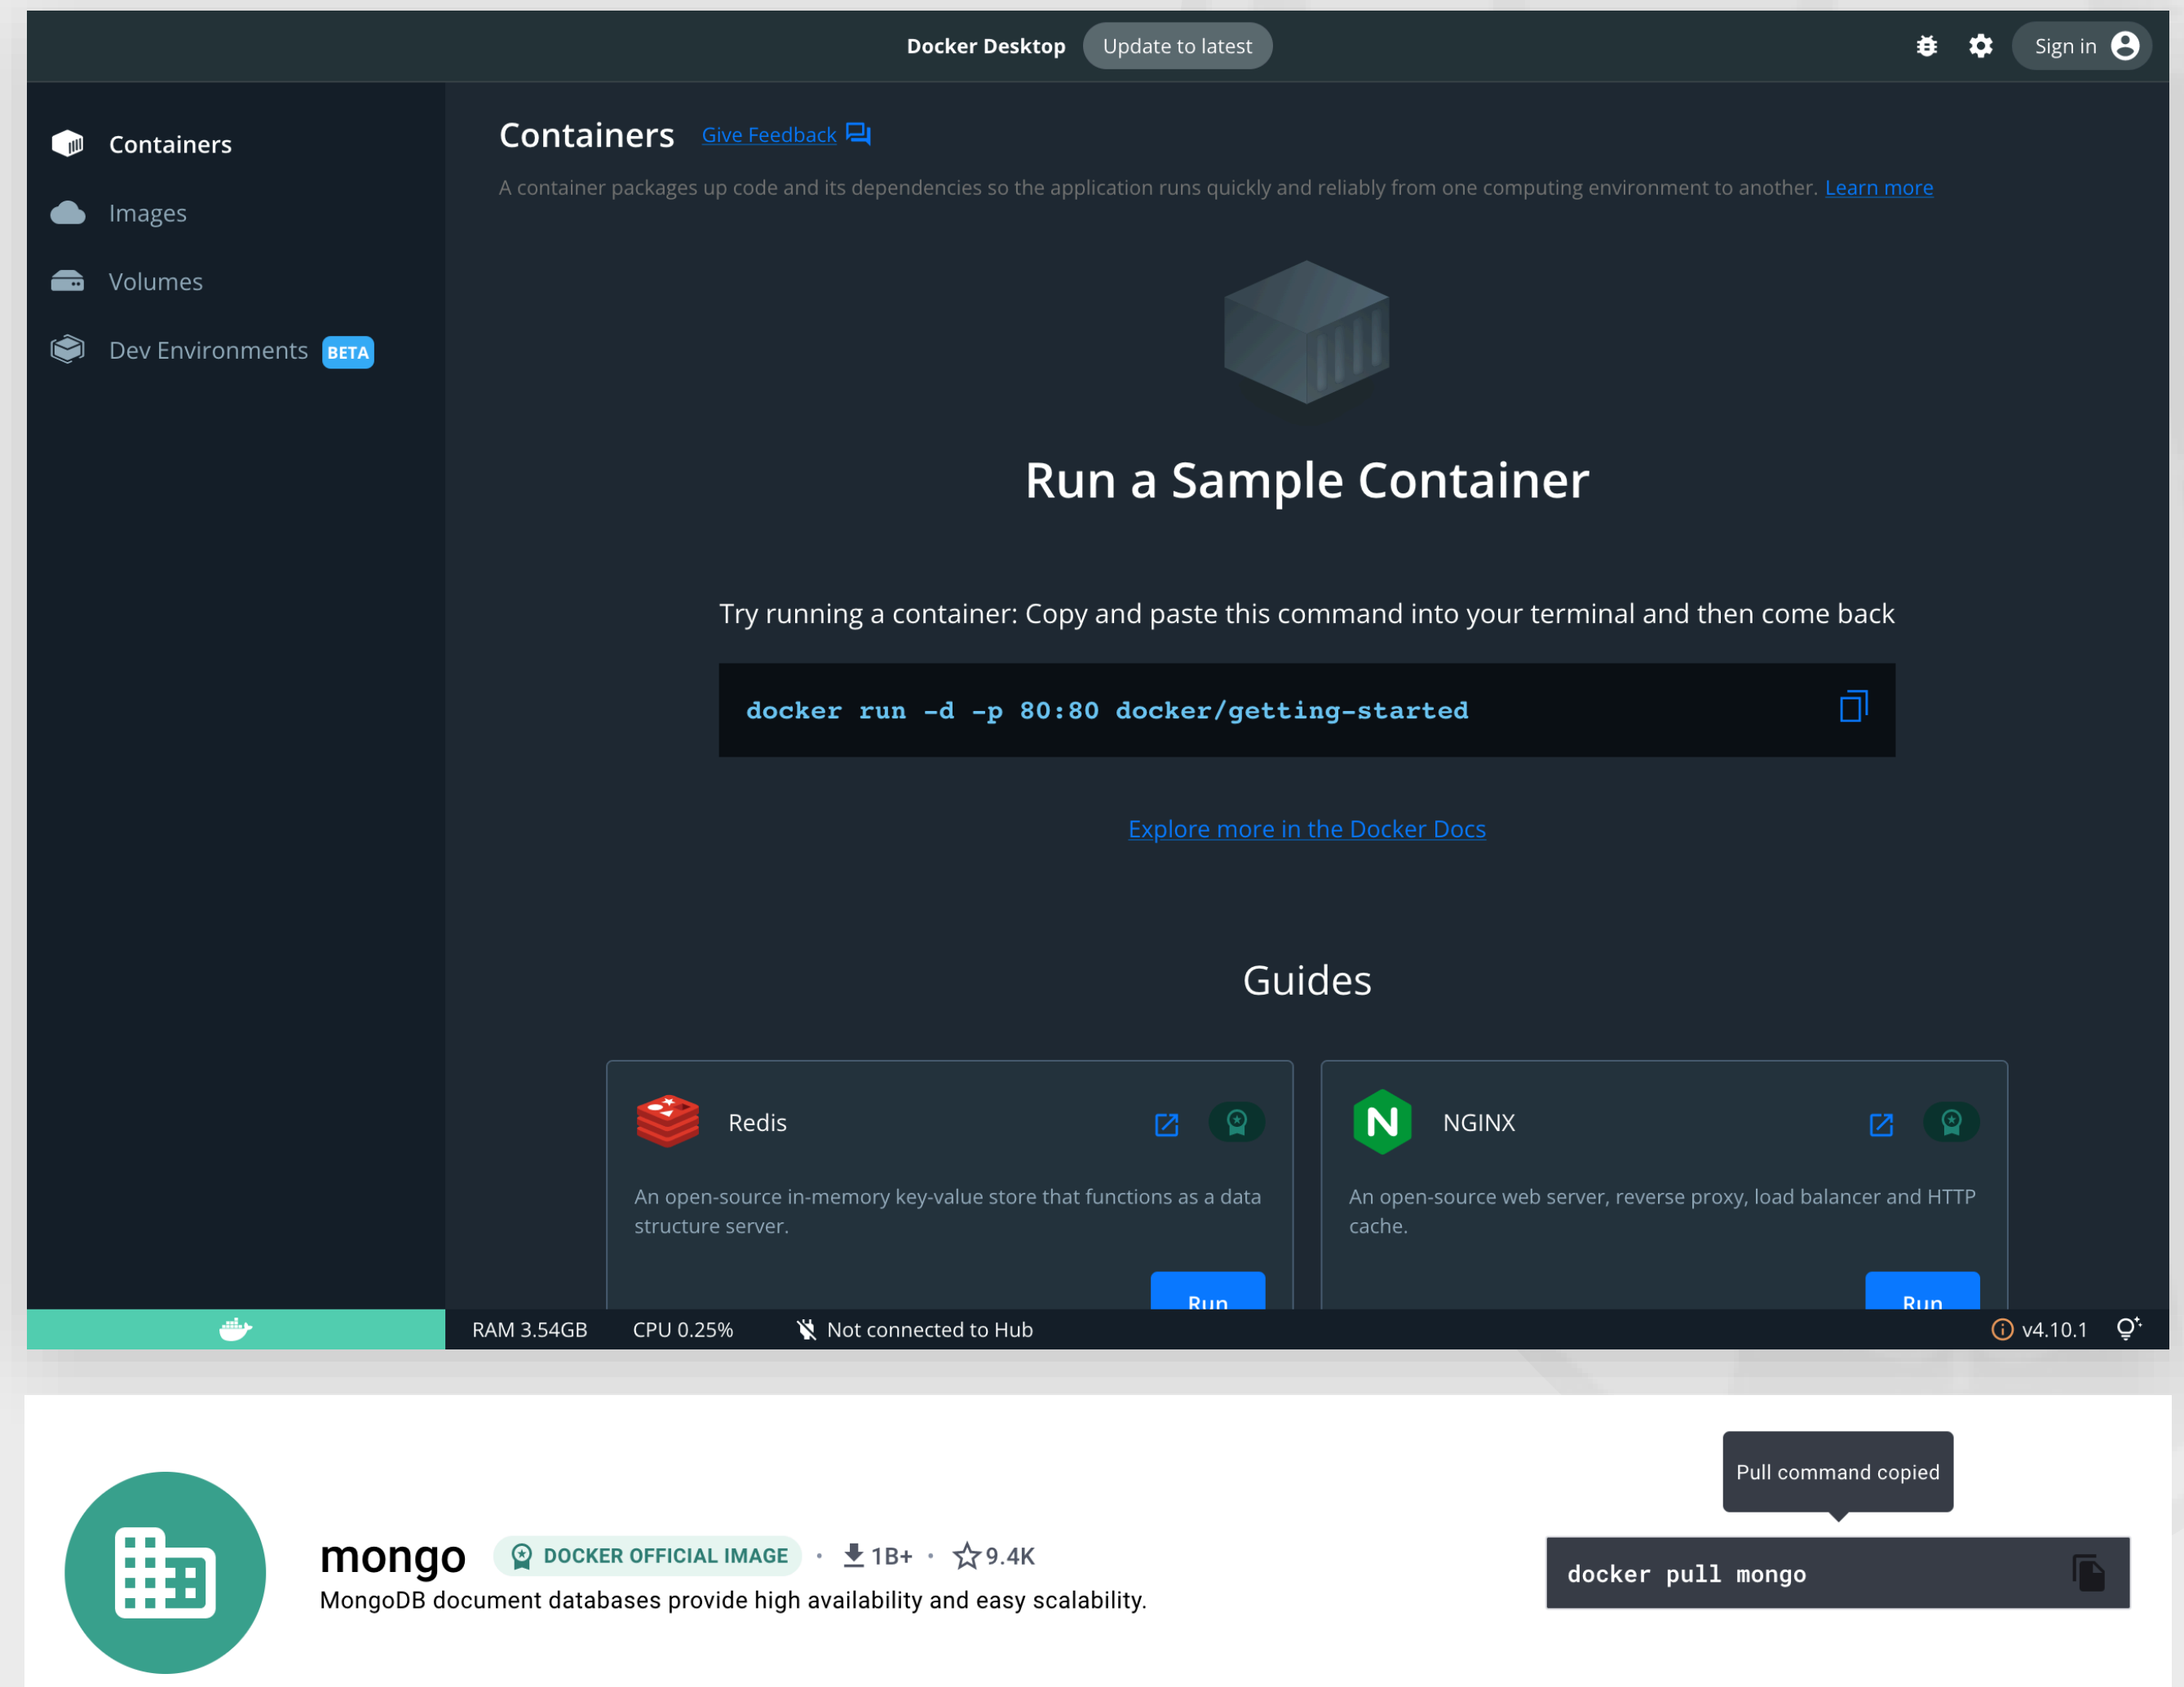 Docker Desktop Update to latest Sign in
Containers
Images
Volumes
Dev Environments BETA
Containers Give Feedback
A container packages up code and its dependencies so the application runs quickly and reliably from one computing environment to another. Learn more
Run a Sample Container
Try running a container: Copy and paste this command into your terminal and then come back
docker run -d -p 80:80 docker/getting-started
Explore more in the Docker Docs
Guides
Redis
An open-source in-memory key-value store that functions as a data
structure server.
Run
NGINX
An open-source web server, reverse proxy, load balancer and HTTP
cache.
Run
RAM 3.54GB CPU 0.25% Not connected to Hub v4.10.1
Pull command copied
mongo DOCKER OFFICIAL IMAGE · 1B+ · 9.4K
MongoDB document databases provide high availability and easy scalability.
docker pull mongo